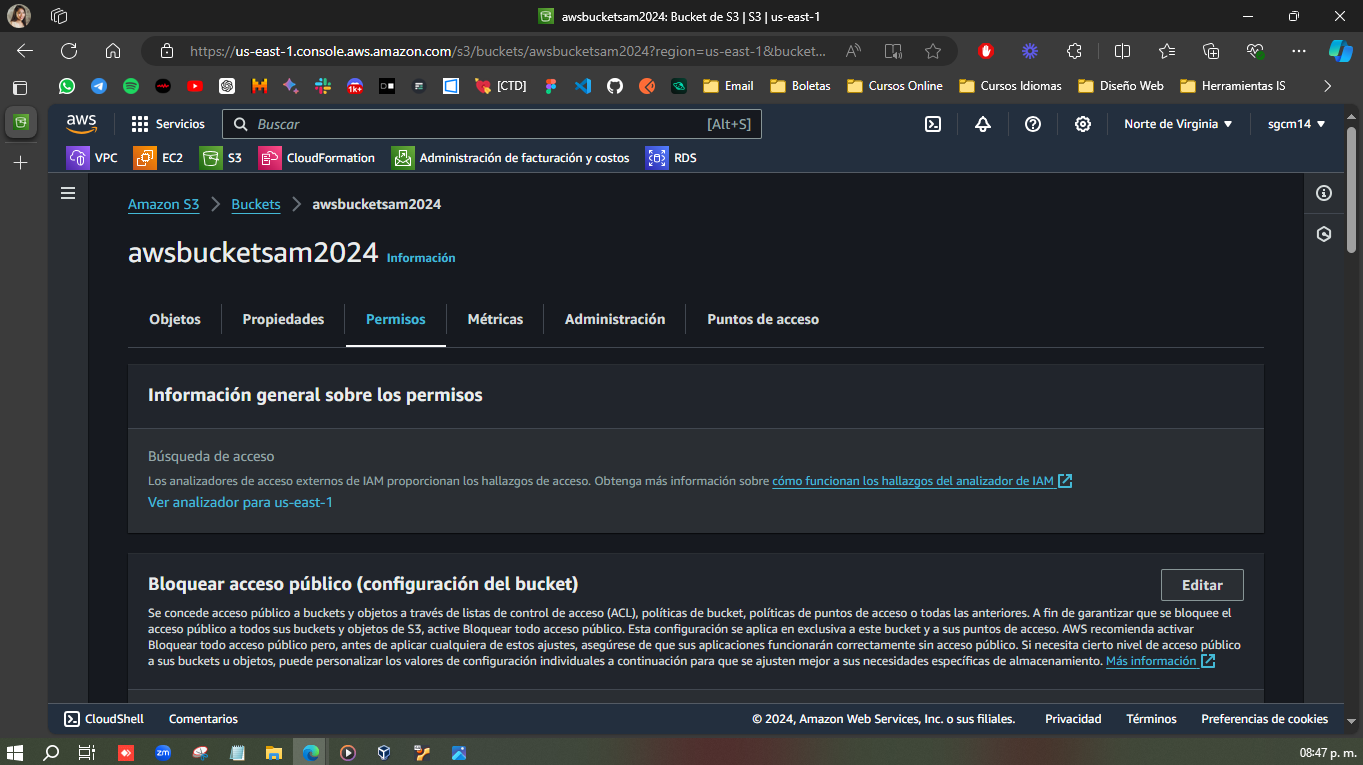 awsbucketsam2024: Bucket de S3 | S3 | us-east-1
https://us-east-1.console.aws.amazon.com/s3/buckets/awsbucketsam2024?region=us-east-1&bucket...
1k+
[CTD]
Email
Boletas
Cursos Online
Cursos Idiomas
Diseño Web
Herramientas IS
aws
Servicios
Buscar
[Alt+S]
Norte de Virginia
sgcm14
VPC
EC2
S3
CloudFormation
Administración de facturación y costos
RDS
Amazon S3
Buckets
awsbucketsam2024
awsbucketsam2024 Información
Objetos
Propiedades
Permisos
Métricas
Administración
Puntos de acceso
Información general sobre los permisos
Búsqueda de acceso
Los analizadores de acceso externos de IAM proporcionan los hallazgos de acceso. Obtenga más información sobre cómo funcionan los hallazgos del analizador de IAM
Ver analizador para us-east-1
Bloquear acceso público (configuración del bucket)
Editar
Se concede acceso público a buckets y objetos a través de listas de control de acceso (ACL), políticas de bucket, políticas de puntos de acceso o todas las anteriores. A fin de garantizar que se bloquee el
acceso público a todos sus buckets y objetos de S3, active Bloquear todo acceso público. Esta configuración se aplica en exclusiva a este bucket y a sus puntos de acceso. AWS recomienda activar
Bloquear todo acceso público pero, antes de aplicar cualquiera de estos ajustes, asegúrese de que sus aplicaciones funcionarán correctamente sin acceso público. Si necesita cierto nivel de acceso público
a sus buckets u objetos, puede personalizar los valores de configuración individuales a continuación para que se ajusten mejor a sus necesidades específicas de almacenamiento. Más información
CloudShell
Comentarios
© 2024, Amazon Web Services, Inc. o sus filiales.
Privacidad
Términos
Preferencias de cookies
zm
08:47 p. m.